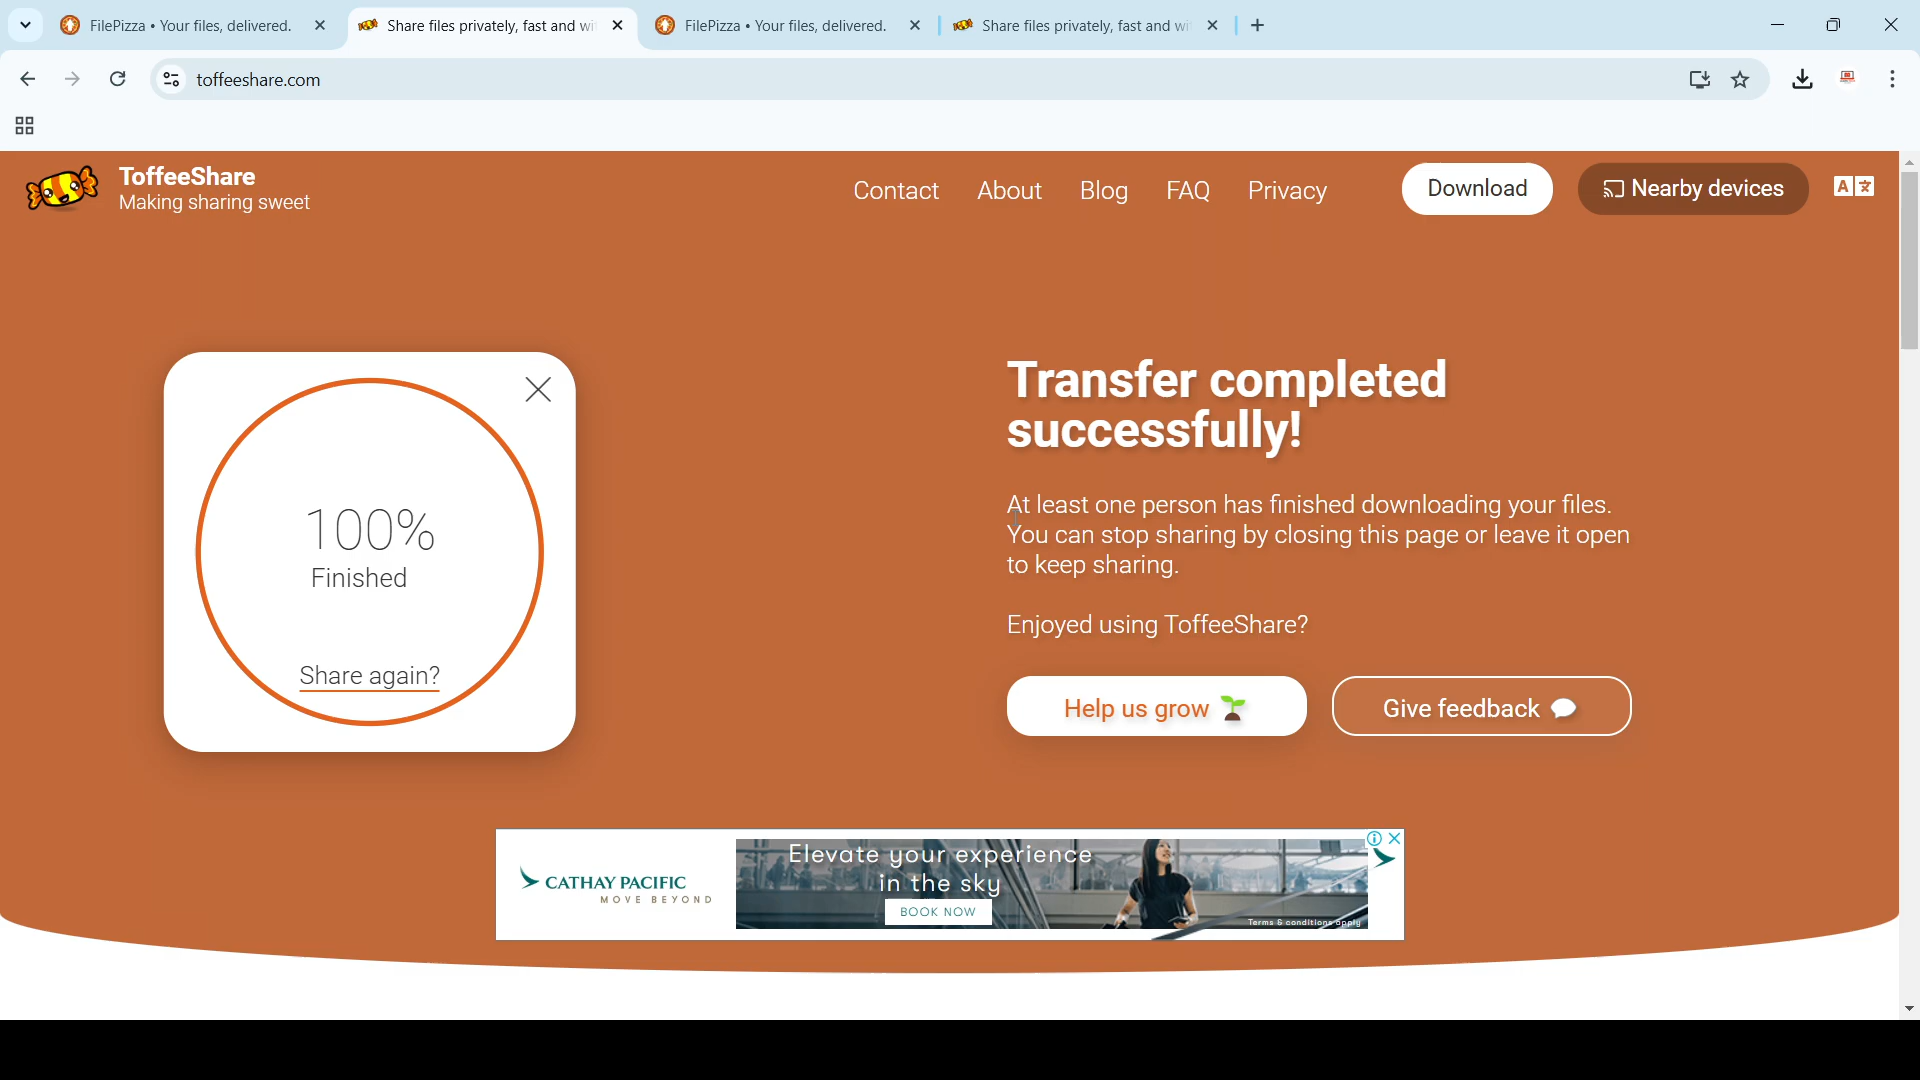 FilePizza • Your files, delivered.
Share files privately, fast and wi
FilePizza • Your files, delivered.
Share files privately, fast and wi
toffeeshare.com
ToffeeShare
Making sharing sweet
Contact
About
Blog
FAQ
Privacy
Download
Nearby devices
A
Transfer completed
successfully!
100%
Finished
Share again?
At least one person has finished downloading your files.
You can stop sharing by closing this page or leave it open
to keep sharing.
Enjoyed using ToffeeShare?
Help us grow
Give feedback
CATHAY PACIFIC
MOVE BEYOND
Elevate your experience
in the sky
BOOK NOW
Terms & conditions apply